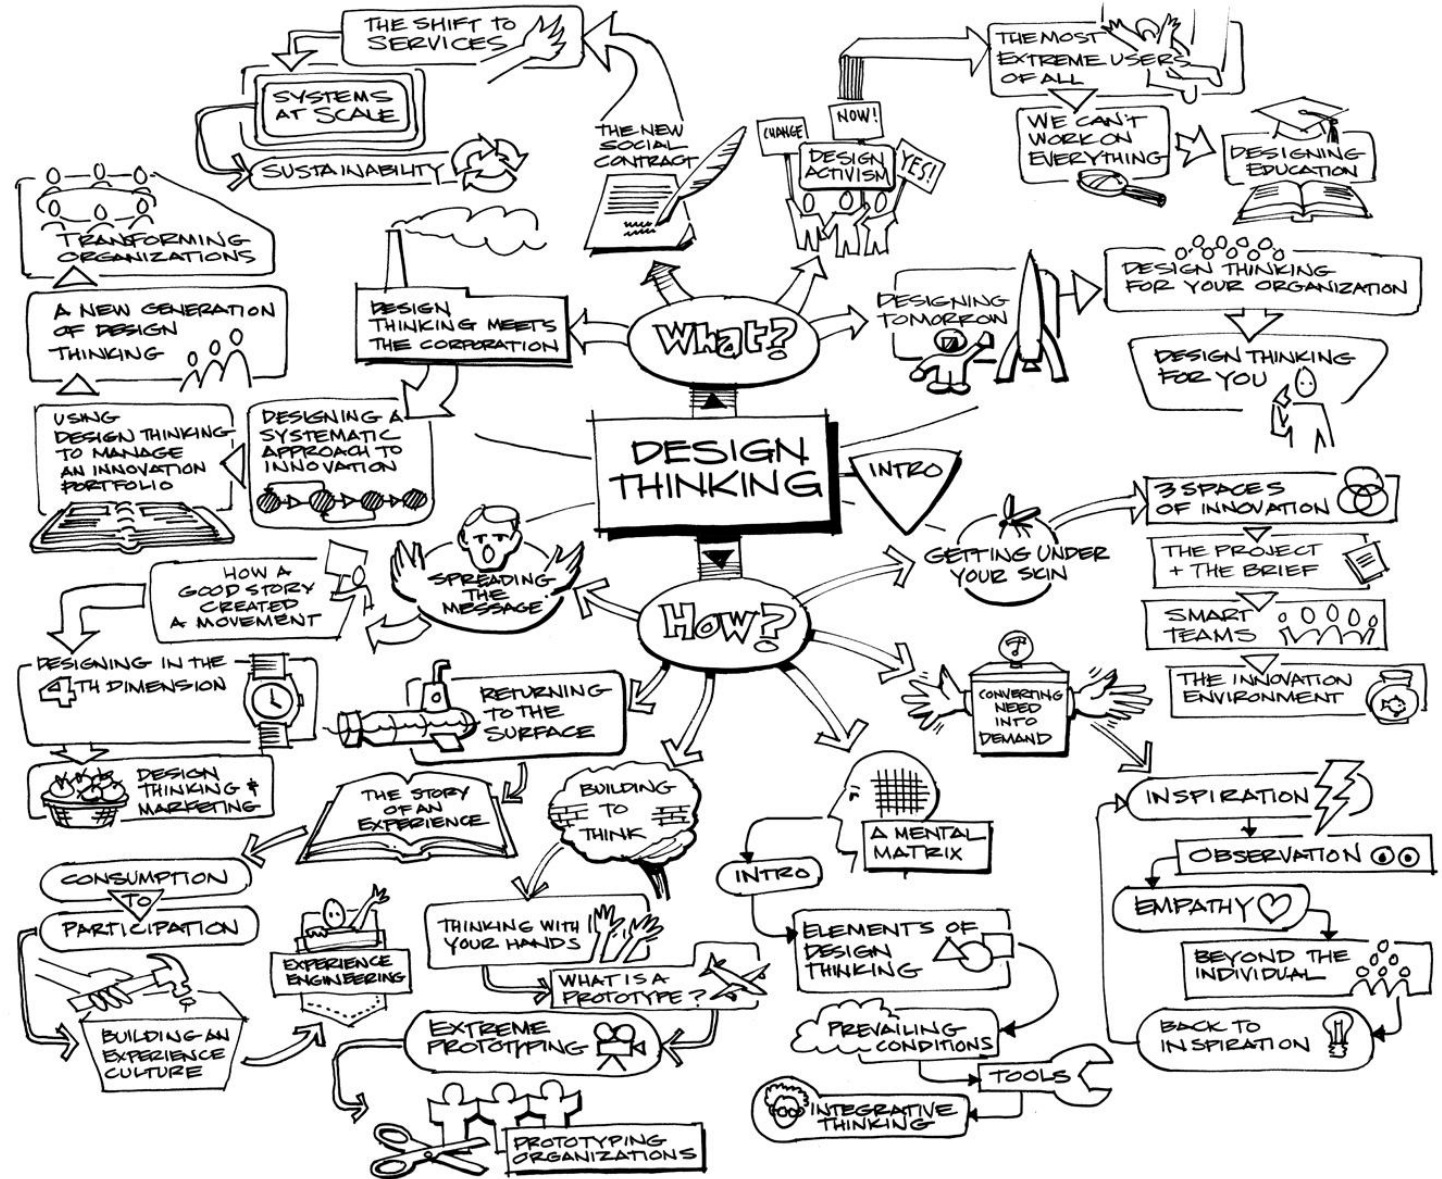 THE SHIFT TO
SERVICES
SYSTEMS
AT SCALE
SUSTAINABILITY
THE NEW
SOCIAL
CONTRACT
CHANGE
NOW!
YES!
DESIGN
ACTIVISM
THE MOST
EXTREME USERS
OF ALL
WE CAN'T
WORK ON
EVERYTHING
DESIGNING
EDUCATION
TRANSFORMING
ORGANIZATIONS
A NEW GENERATION
OF DESIGN
THINKING
USING
DESIGN THINKING
TO MANAGE
AN INNOVATION
PORTFOLIO
DESIGNING A
SYSTEMATIC
APPROACH TO
INNOVATION
DESIGN
THINKING MEETS
THE CORPORATION
What?
DESIGNING
TOMORROW
DESIGN THINKING
FOR YOUR ORGANIZATION
DESIGN THINKING
FOR YOU
DESIGN
THINKING
INTRO
How?
GETTING UNDER
YOUR SKIN
3 SPACES
OF INNOVATION
THE PROJECT
+ THE BRIEF
SMART
TEAMS
THE INNOVATION
ENVIRONMENT
SPREADING
THE
MESSAGE
HOW A
GOOD STORY
CREATED
A MOVEMENT
DESIGNING IN THE
4TH DIMENSION
DESIGN
THINKING +
MARKETING
RETURNING
TO THE
SURFACE
THE STORY
OF AN
EXPERIENCE
CONSUMPTION
TO
PARTICIPATION
BUILDING AN
EXPERIENCE
CULTURE
EXPERIENCE
ENGINEERING
BUILDING
TO
THINK
THINKING WITH
YOUR HANDS
WHAT IS A
PROTOTYPE?
EXTREME
PROTOTYPING
PROTOTYPING
ORGANIZATIONS
A MENTAL
MATRIX
INTRO
ELEMENTS OF
DESIGN
THINKING
PREVAILING
CONDITIONS
TOOLS
INTEGRATIVE
THINKING
CONVERTING
NEED
INTO
DEMAND
INSPIRATION
OBSERVATION
EMPATHY
BEYOND THE
INDIVIDUAL
BACK TO
INSPIRATION